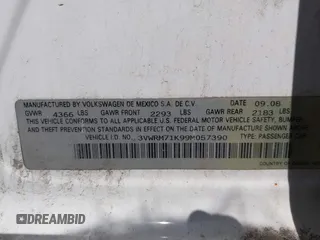 MANUFACTURED BY VOLKSWAGEN DE MEXICO S.A. DE C.V. 09.08
GVWR 4366 LBS GAWR FRONT 2293 LBS GAWR REAR 2183 LBS
THIS VEHICLE CONFORMS TO ALL APPLICABLE FEDERAL MOTOR VEHICLE SAFETY, BUMPER
AND THEFT PREVENTION STANDARDS IN EFFECT ON THE DATE OF MANUFACTURE SHOWN ABOVE.
VEHICLE I.D. NO.: 3VWRM71K99M057390 TYPE: PASSENGER CAR
DREAMBID